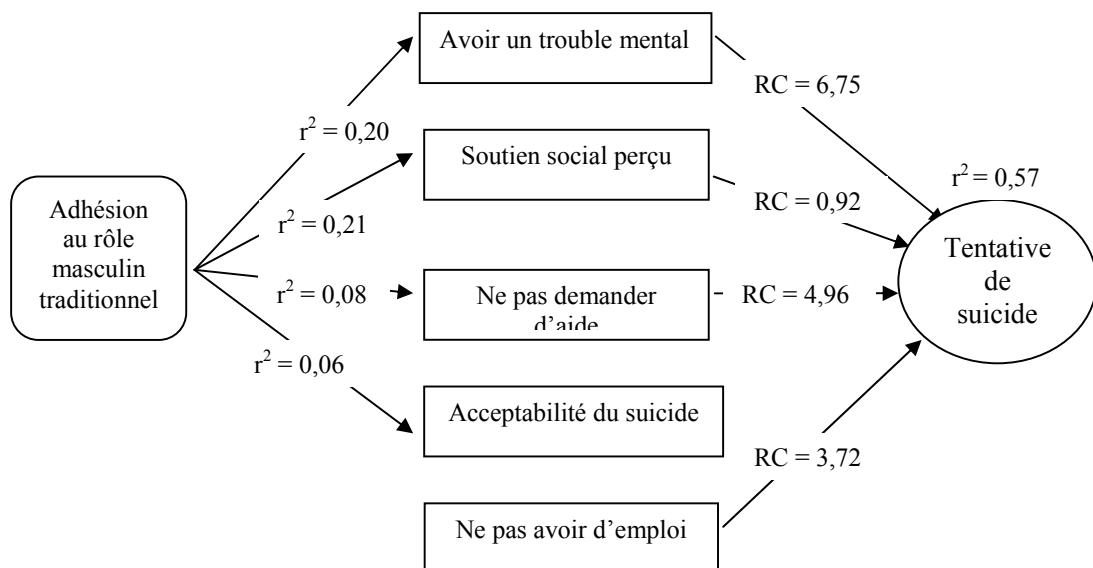 Avoir un trouble mental
RC = 6,75
r² = 0,20
Soutien social perçu
r² = 0,57
RC = 0,92
Adhésion
au rôle
masculin
traditionnel
r² = 0,21
Tentative
de
suicide
r² = 0,08
Ne pas demander
d’aide
RC = 4,96
r² = 0,06
Acceptabilité du suicide
RC = 3,72
Ne pas avoir d’emploi